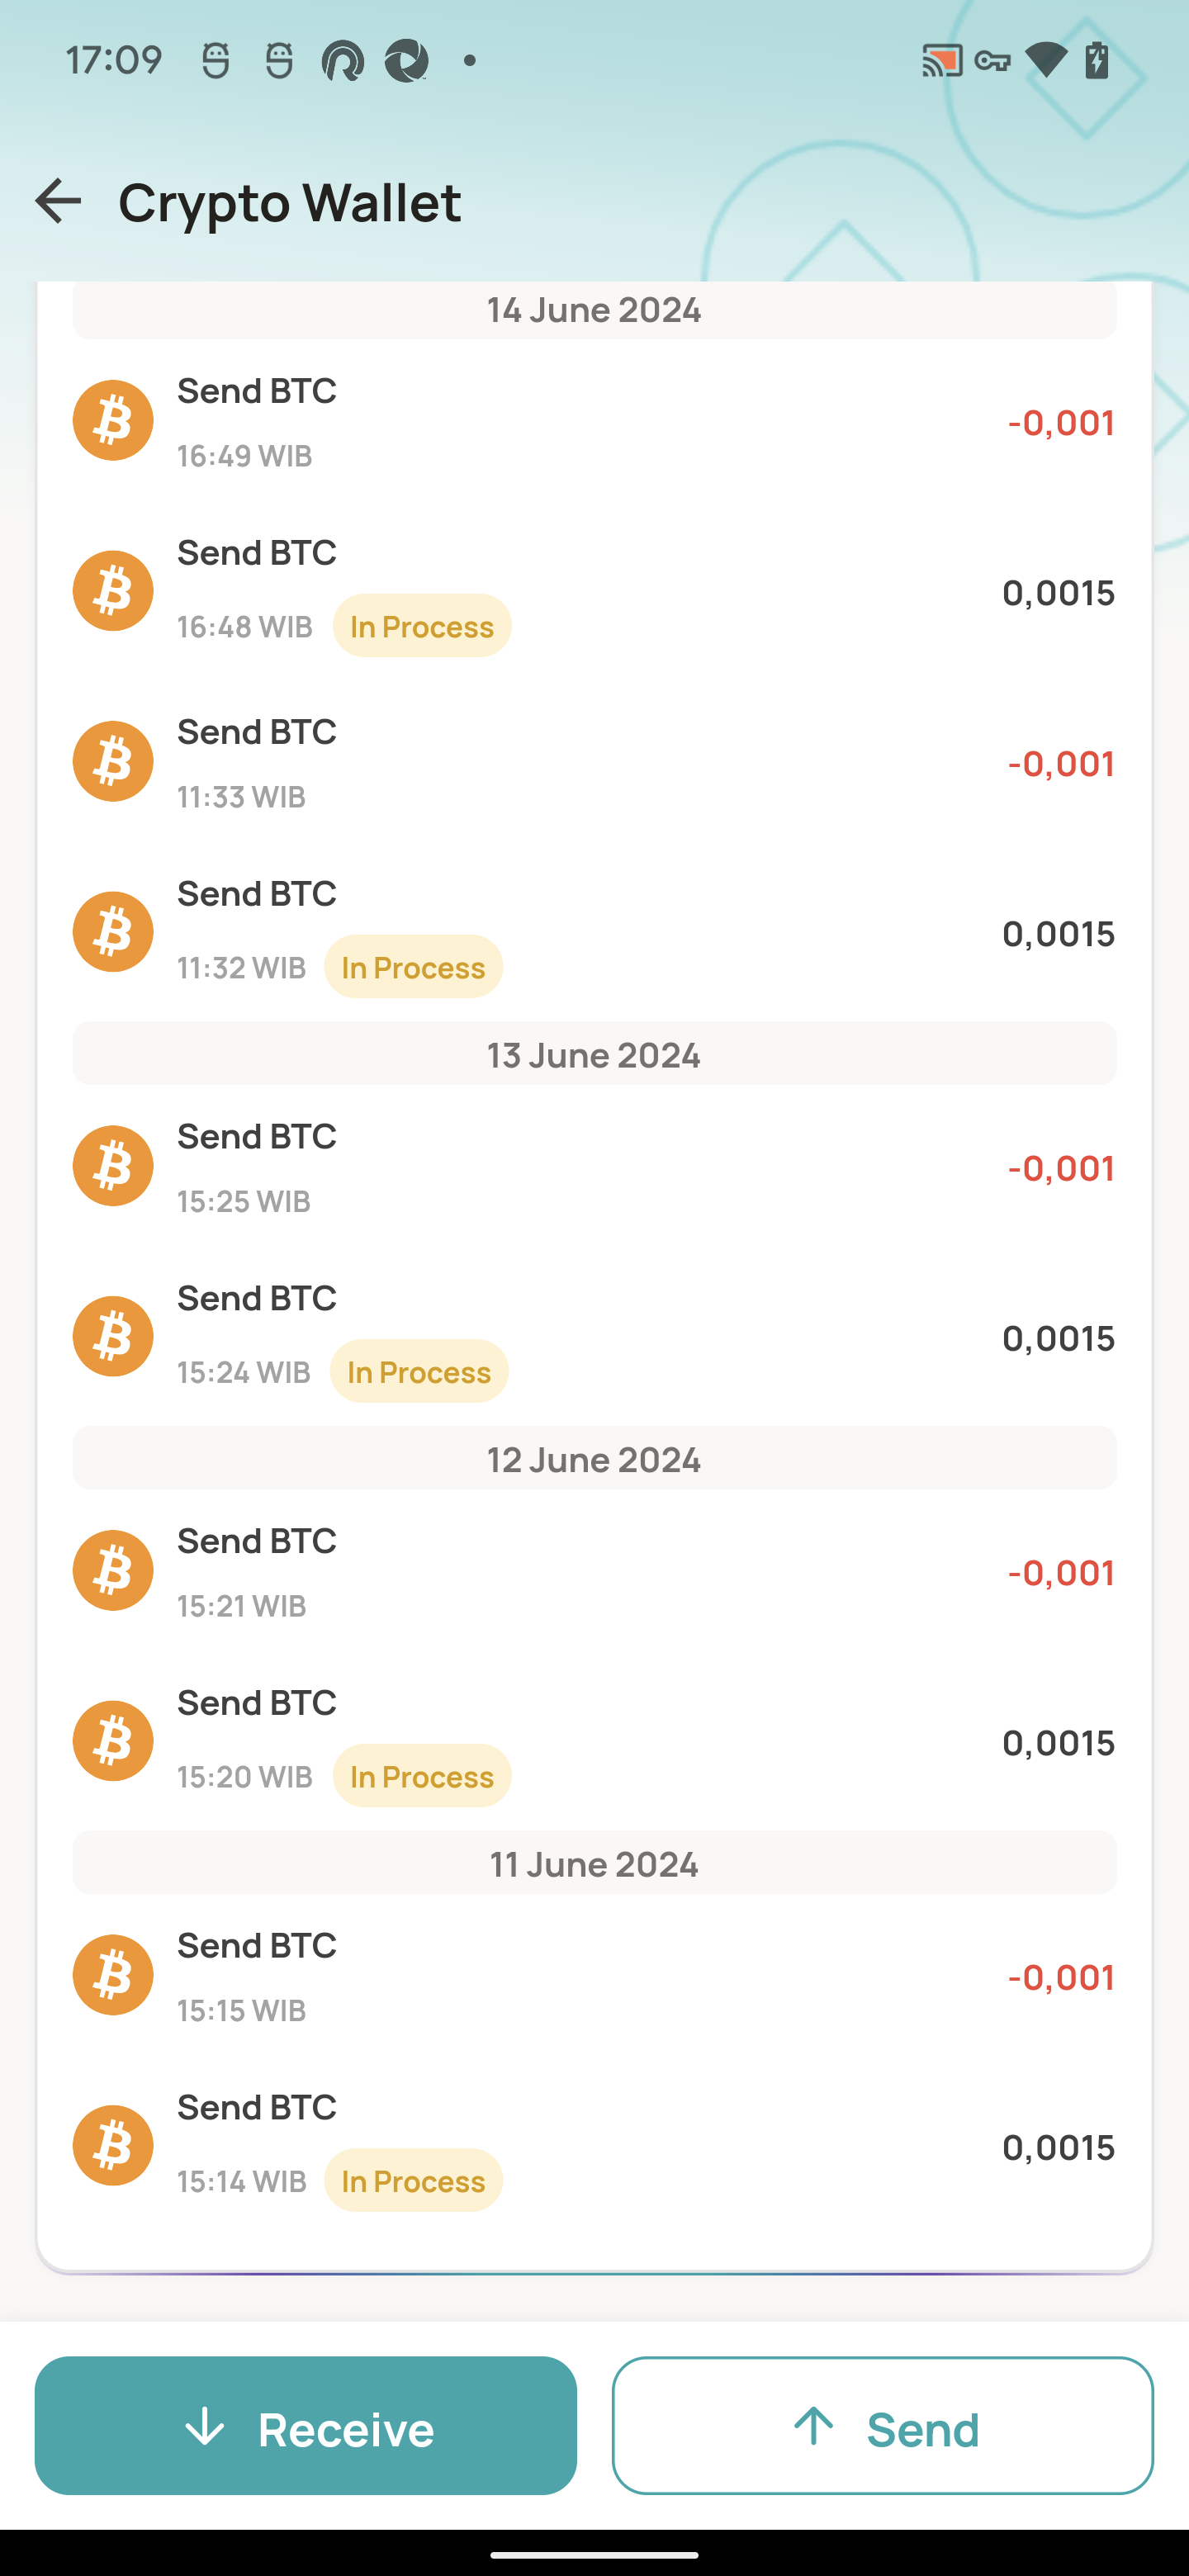 17:09
Crypto Wallet
14 June 2024
Send BTC
-0,001
16:49 WIB
Send BTC
0,0015
16:48 WIB In Process
Send BTC
-0,001
11:33 WIB
Send BTC
0,0015
11:32 WIB In Process
13 June 2024
Send BTC
-0,001
15:25 WIB
Send BTC
0,0015
15:24 WIB In Process
12 June 2024
Send BTC
-0,001
15:21 WIB
Send BTC
0,0015
15:20 WIB In Process
11 June 2024
Send BTC
-0,001
15:15 WIB
Send BTC
0,0015
15:14 WIB In Process
Receive Send